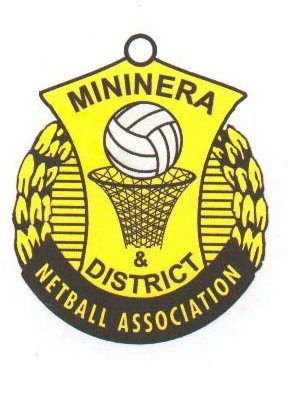 MININERA
&
DISTRICT
NETBALL ASSOCIATION